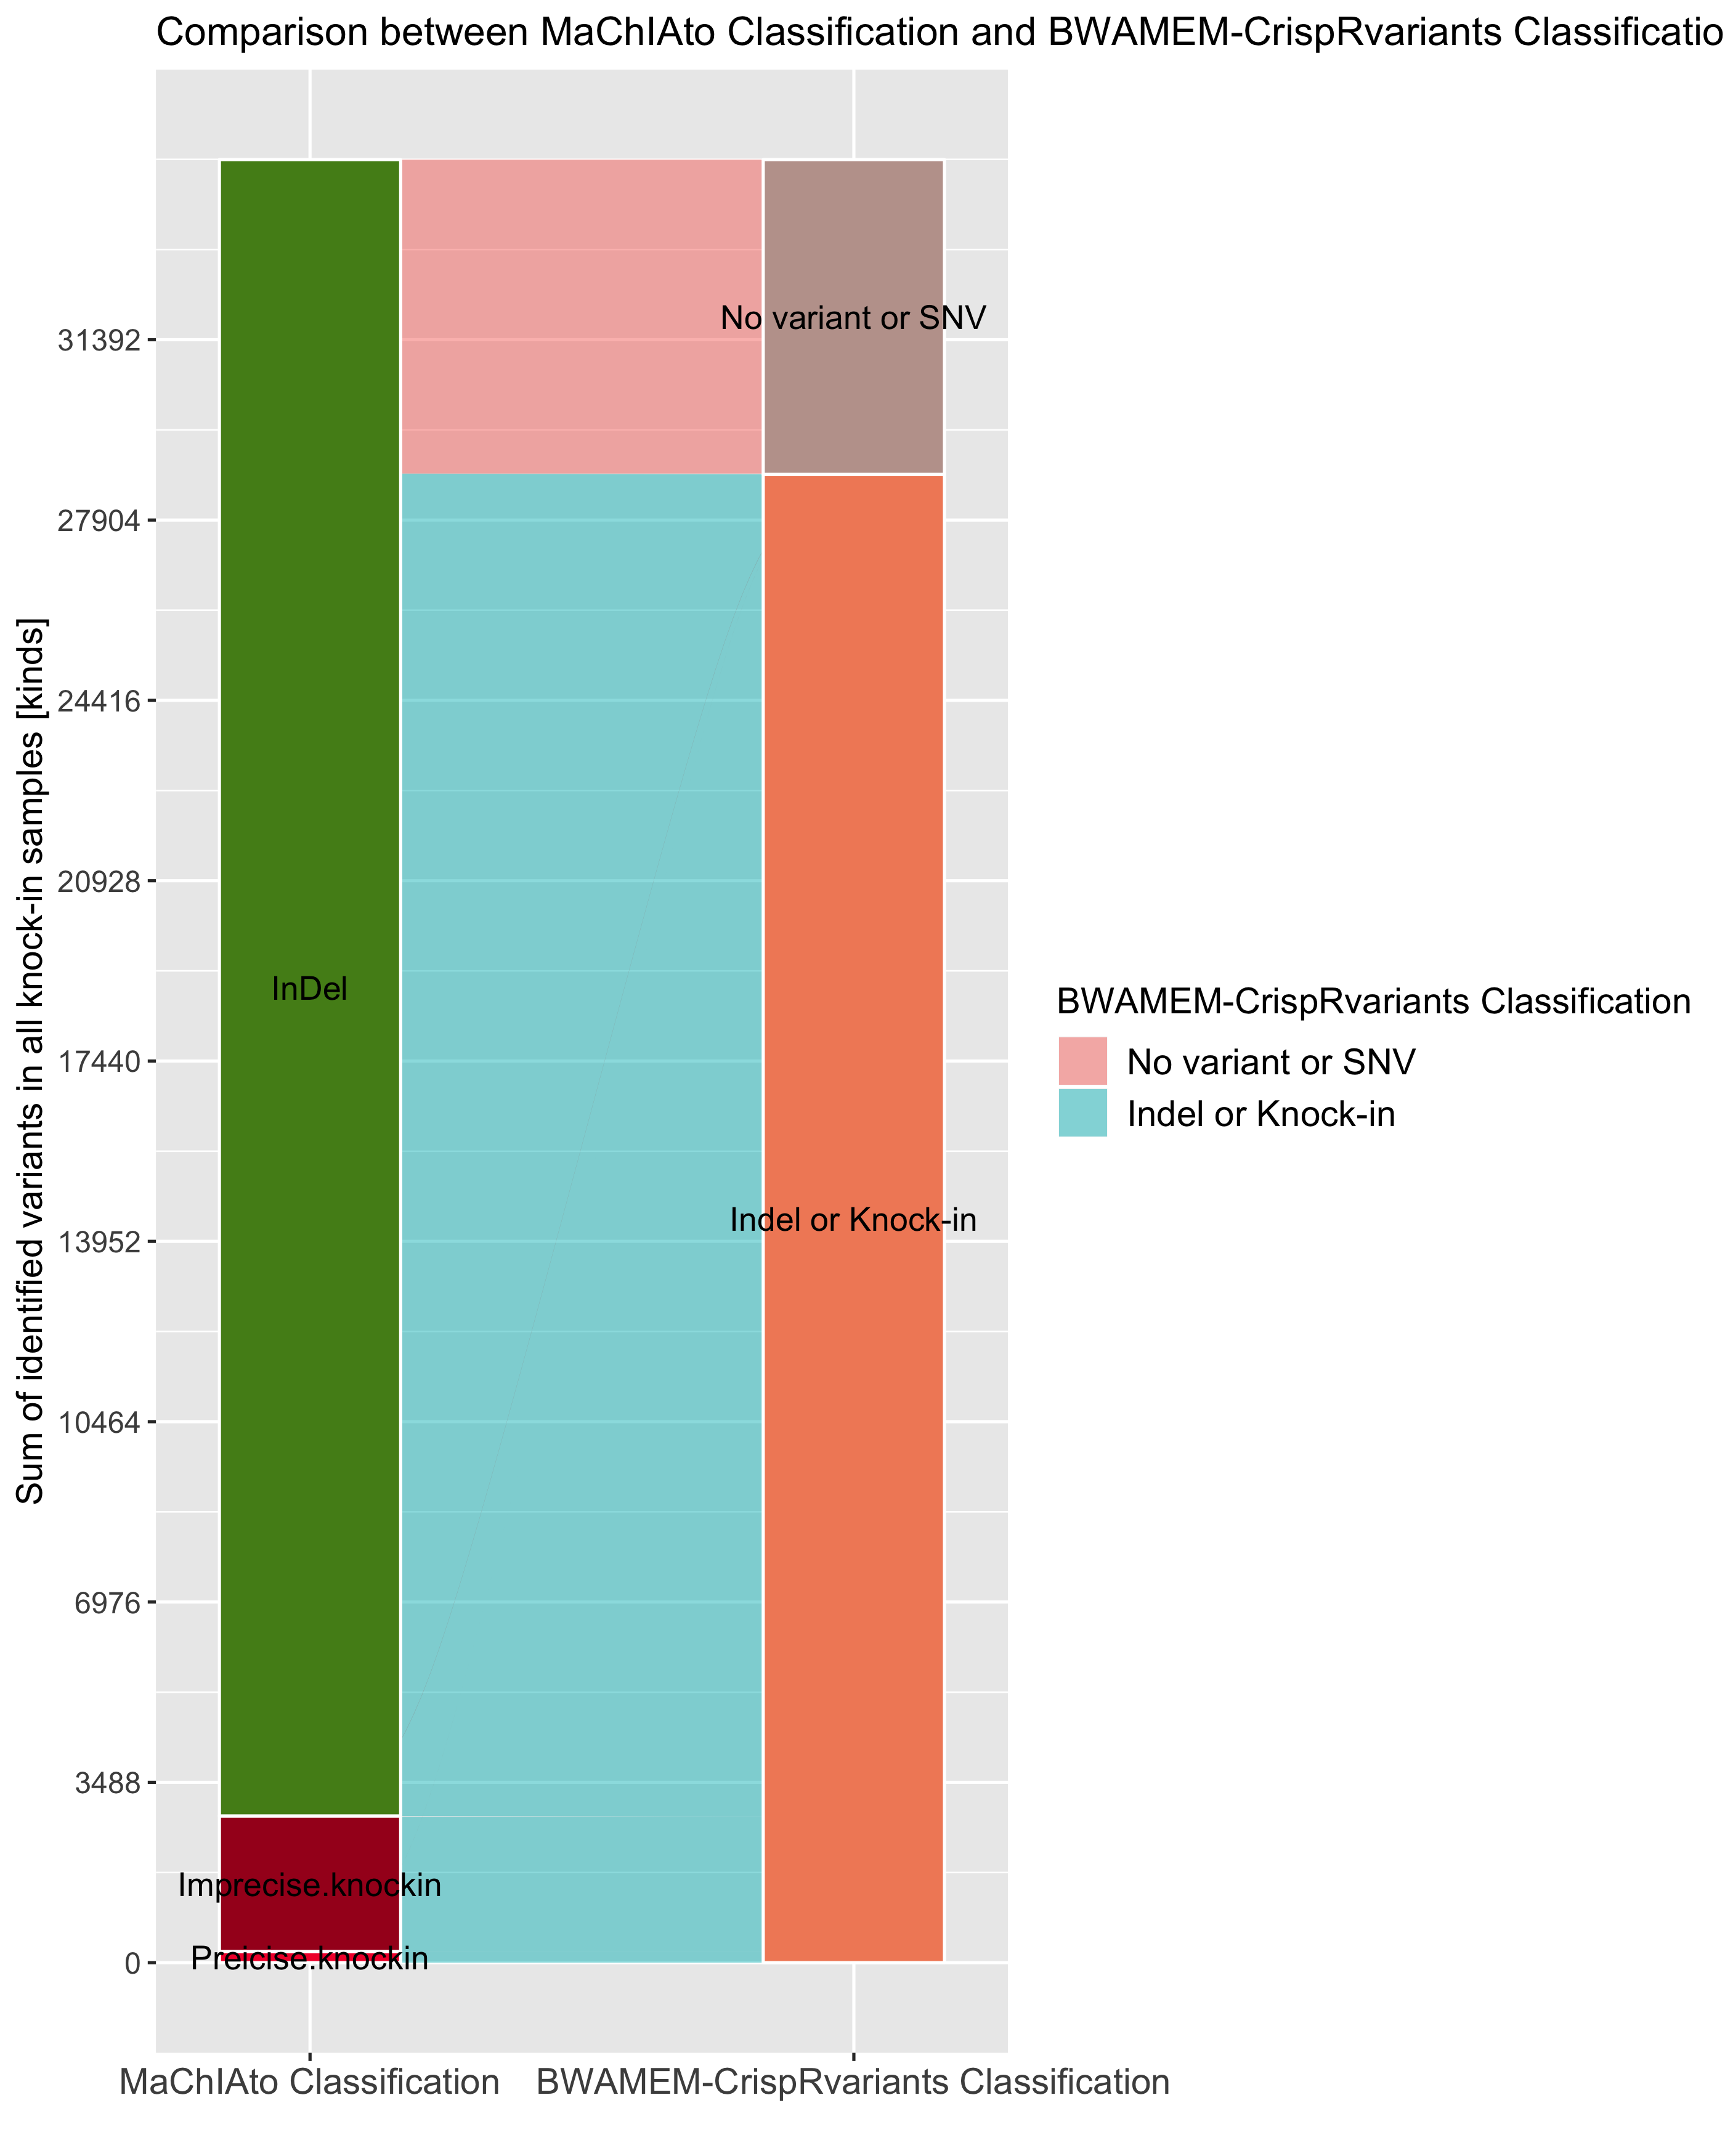 Comparison between MaChIAto Classification and BWAMEM-CrispRvariants Classificatio
Sum of identified variants in all knock-in samples [kinds]
31392
27904
24416
20928
17440
13952
10464
6976
3488
0
No variant or SNV
InDel
Indel or Knock-in
Imprecise.knockin
Preicise.knockin
MaChIAto Classification
BWAMEM-CrispRvariants Classification
BWAMEM-CrispRvariants Classification
No variant or SNV
Indel or Knock-in